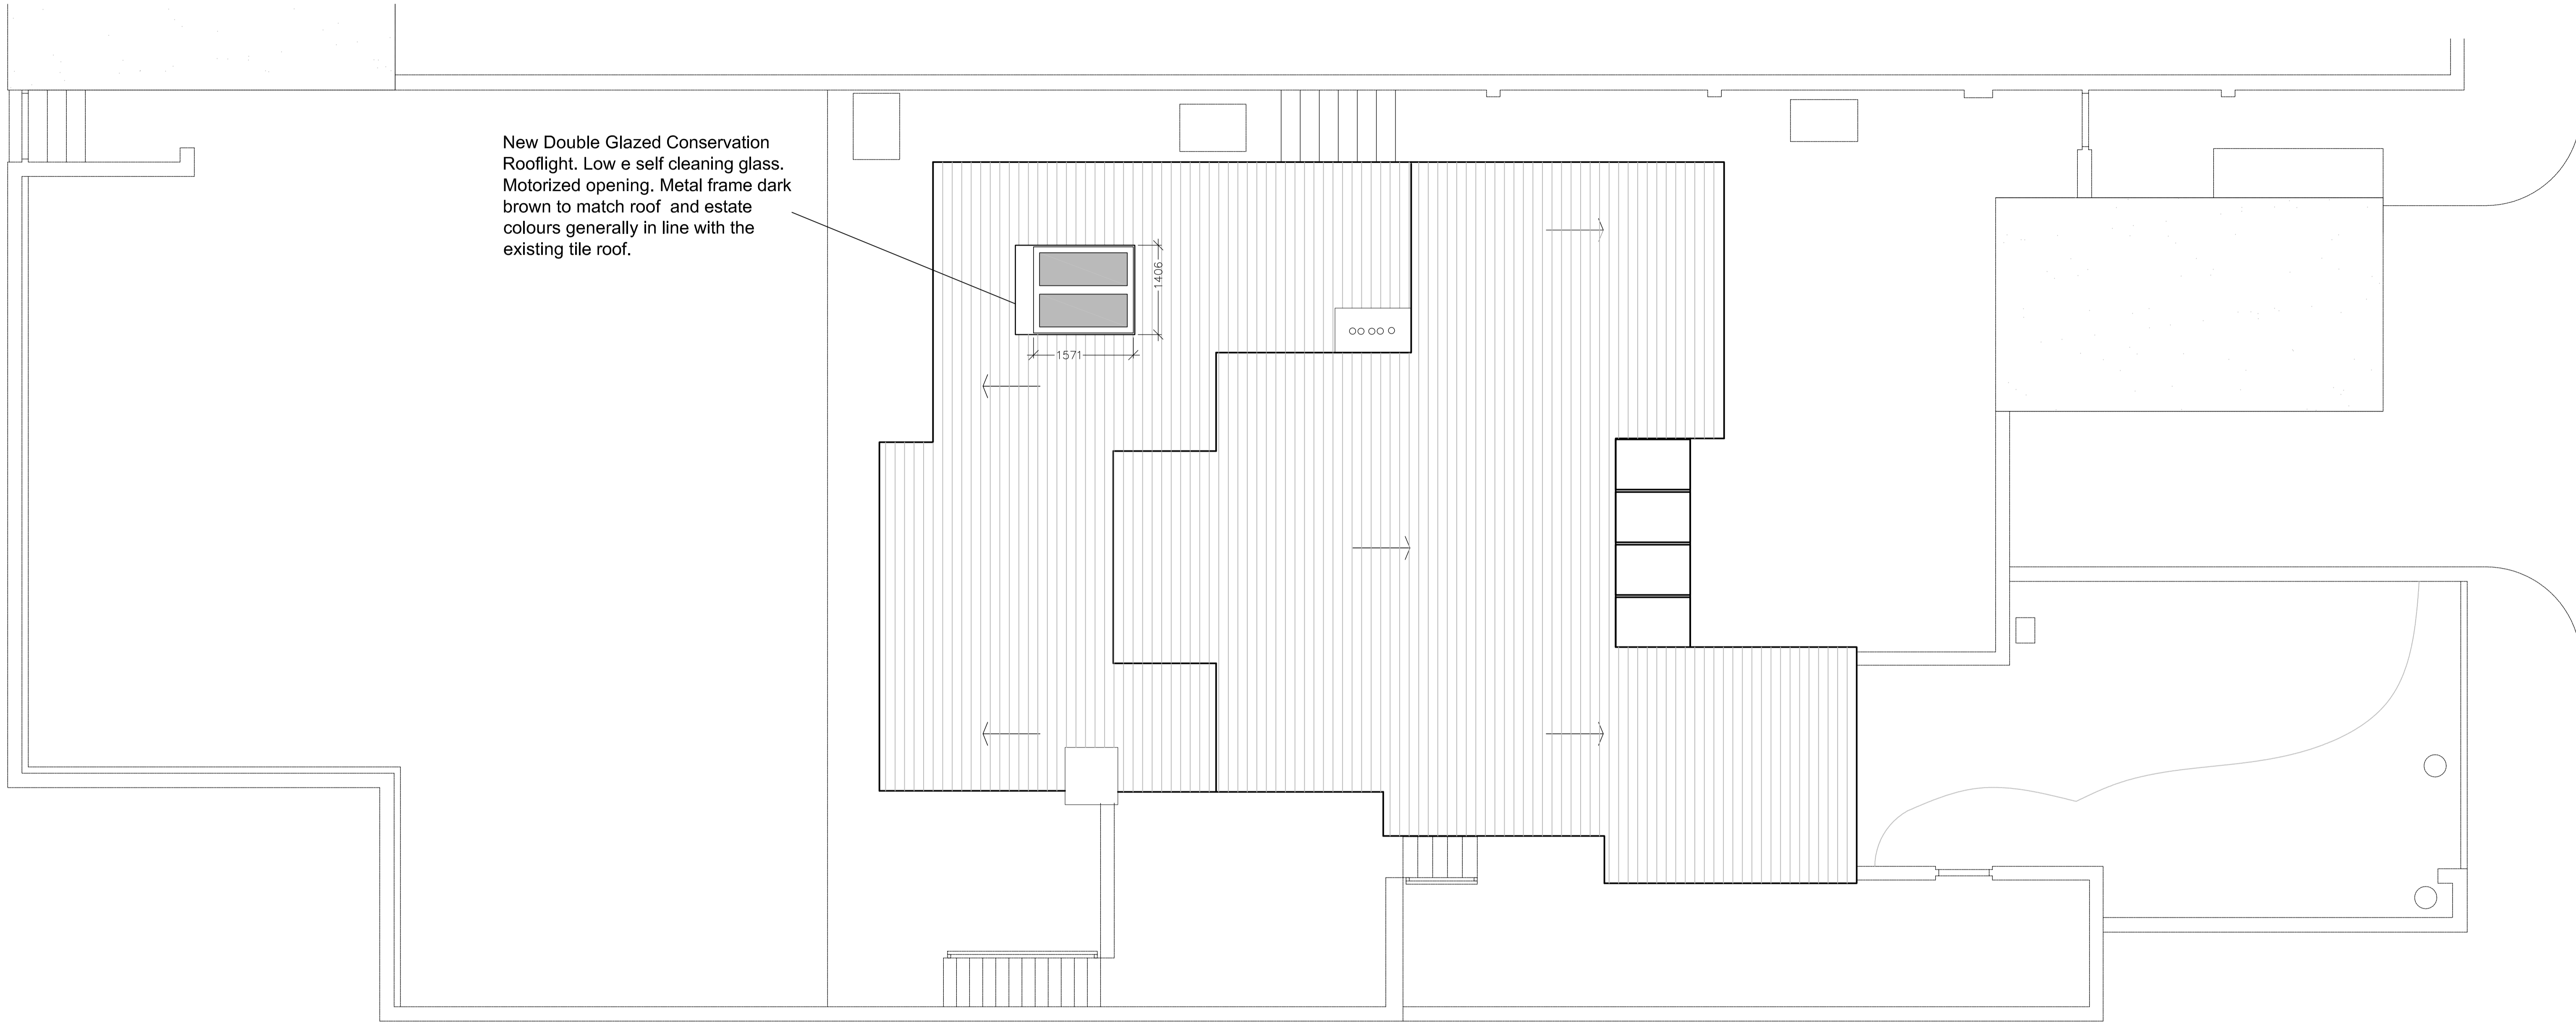 New Double Glazed Conservation
Rooflight. Low e self cleaning glass.
Motorized opening. Metal frame dark
brown to match roof  and estate
colours generally in line with the
existing tile roof.
1406
1571